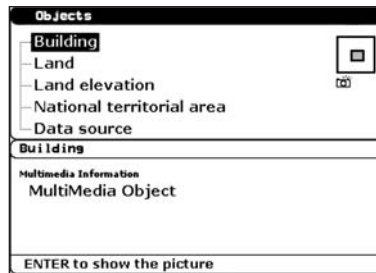 Objects
Building
Land
Land elevation
National territorial area
Data source
Building
Multimedia Information
MultiMedia Object
ENTER to show the picture